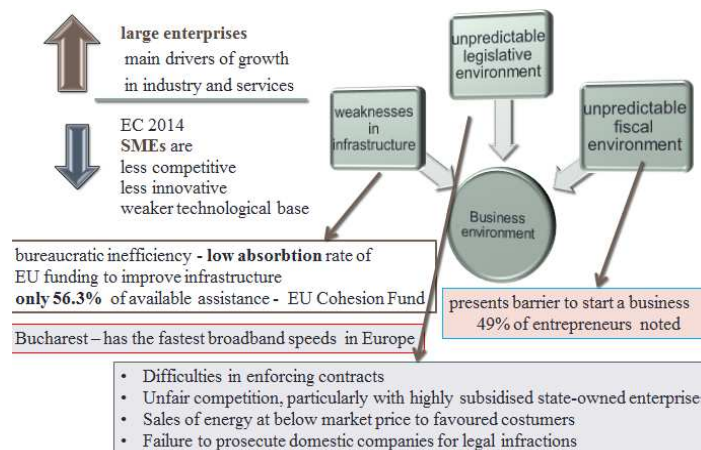 large enterprises
main drivers of growth
in industry and services
EC 2014
SMEs are
less competitive
less innovative
weaker technological base
unpredictable
legislative
environment
weaknesses
in
infrastructure
unpredictable
fiscal
environment
Business
environment
bureaucratic inefficiency - low absorbtion rate of
EU funding to improve infrastructure
only 56.3% of available assistance - EU Cohesion Fund
presents barrier to start a business
49% of entrepreneurs noted
Bucharest – has the fastest broadband speeds in Europe
• Difficulties in enforcing contracts
• Unfair competition, particularly with highly subsidised state-owned enterprise
• Sales of energy at below market price to favoured costumers
• Failure to prosecute domestic companies for legal infractions